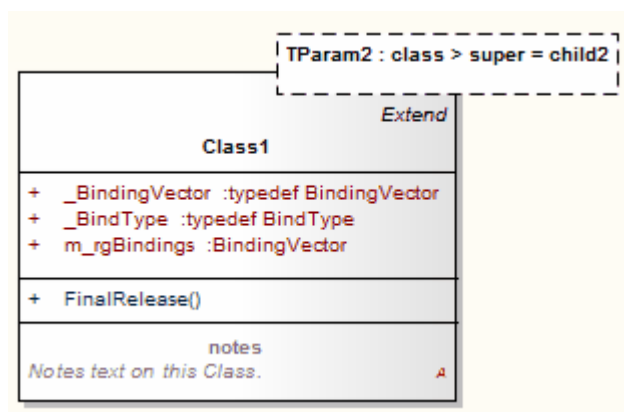 TParam2 : class > super = child2
Extend
Class1
+ _BindingVector :typedef BindingVector
+ _BindType :typedef BindType
+ m_rgBindings :BindingVector
+ FinalRelease()
notes
Notes text on this Class.
A